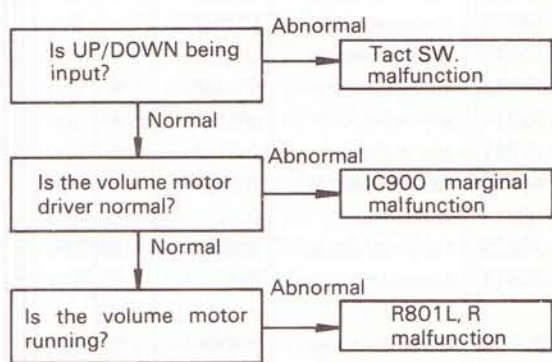 Abnormal
Is UP/DOWN being
input?
Tact SW.
malfunction
Normal
Abnormal
Is the volume motor
driver normal?
IC900 marginal
malfunction
Normal
Abnormal
Is the volume motor
running?
R801L, R
malfunction